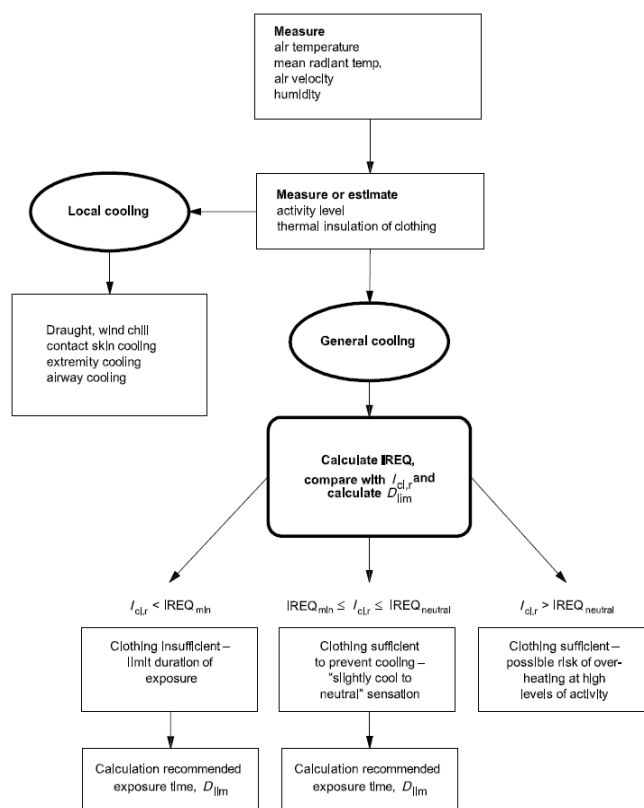 Measure
air temperature
mean radiant temp.
air velocity
humidity
Measure or estimate
activity level
thermal insulation of clothing
Local cooling
Draught, wind chill
contact skin cooling
extremity cooling
airway cooling
General cooling
Calculate IREQ,
compare with Icl,r and
calculate Dlim
Icl,r < IREQmin
IREQmin ≤ Icl,r ≤ IREQneutral
Icl,r > IREQneutral
Clothing insufficient –
limit duration of
exposure
Clothing sufficient
to prevent cooling –
"slightly cool to
neutral" sensation
Clothing sufficient –
possible risk of over-
heating at high
levels of activity
Calculation recommended
exposure time, Dlim
Calculation recommended
exposure time, Dlim